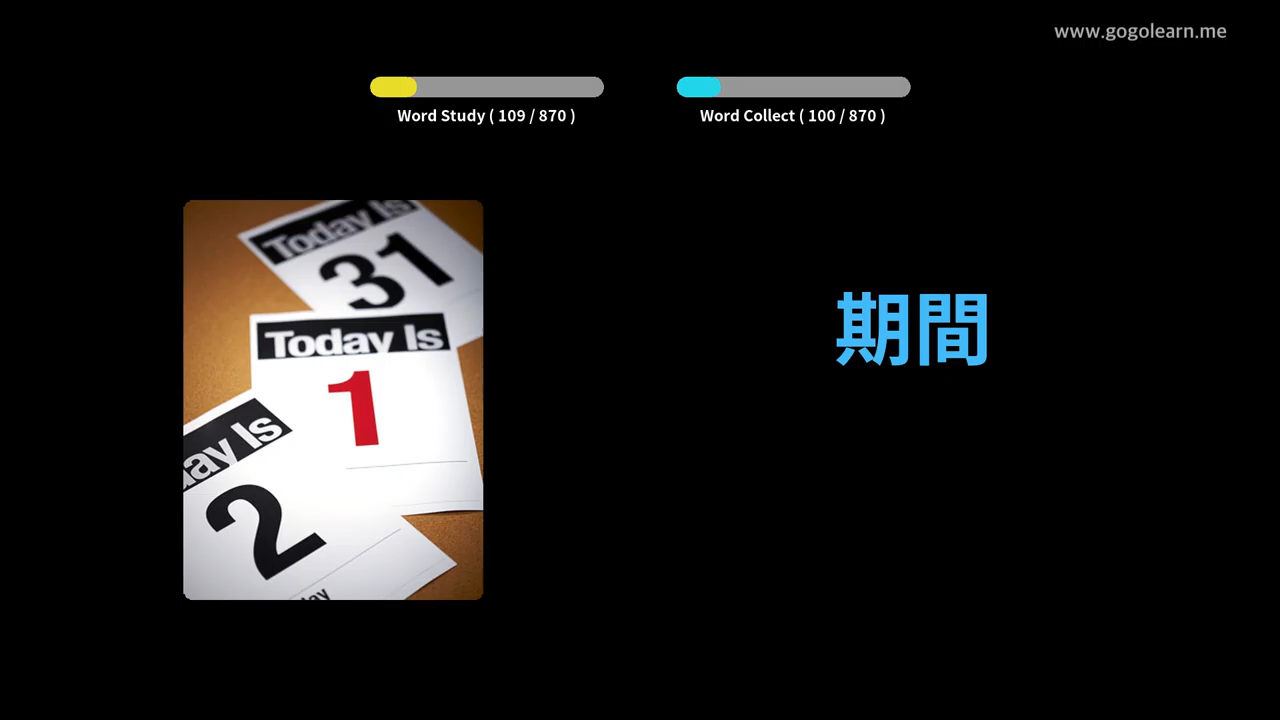 www.gogolearn.me
Word Study ( 109 / 870 )
Word Collect ( 100 / 870 )
Today Is
31
Today Is
1
day Is
2
期間